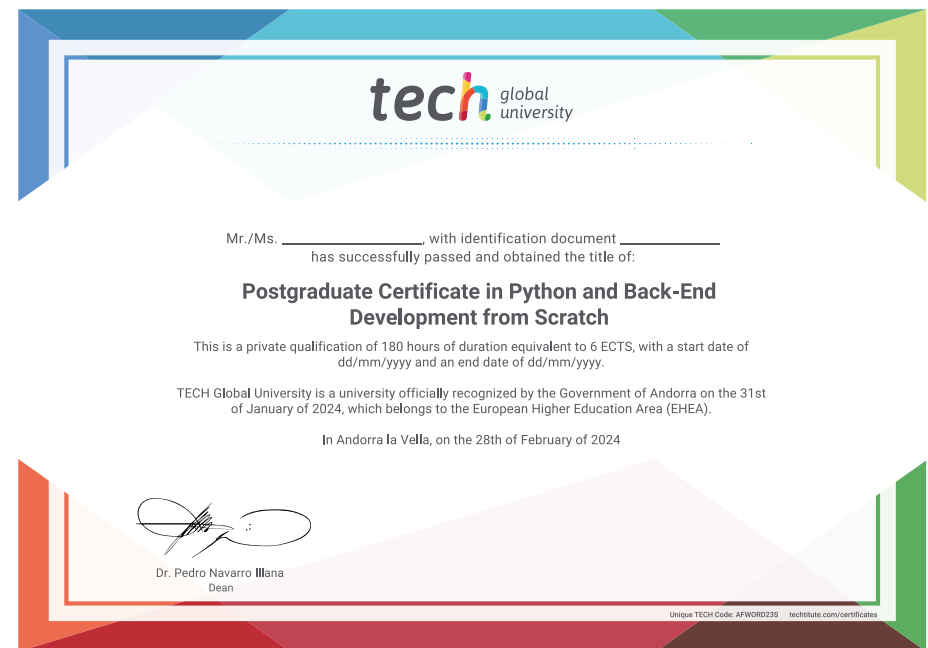 tech global
university
Mr./Ms. ____________, with identification document ____________
has successfully passed and obtained the title of:
Postgraduate Certificate in Python and Back-End
Development from Scratch
This is a private qualification of 180 hours of duration equivalent to 6 ECTS, with a start date of
dd/mm/yyyy and an end date of dd/mm/yyyy.
TECH Global University is a university officially recognized by the Government of Andorra on the 31st
of January of 2024, which belongs to the European Higher Education Area (EHEA).
In Andorra la Vella, on the 28th of February of 2024
Dr. Pedro Navarro Illana
Dean
Unique TECH Code: AFWORD23S techtitute.com/certificates